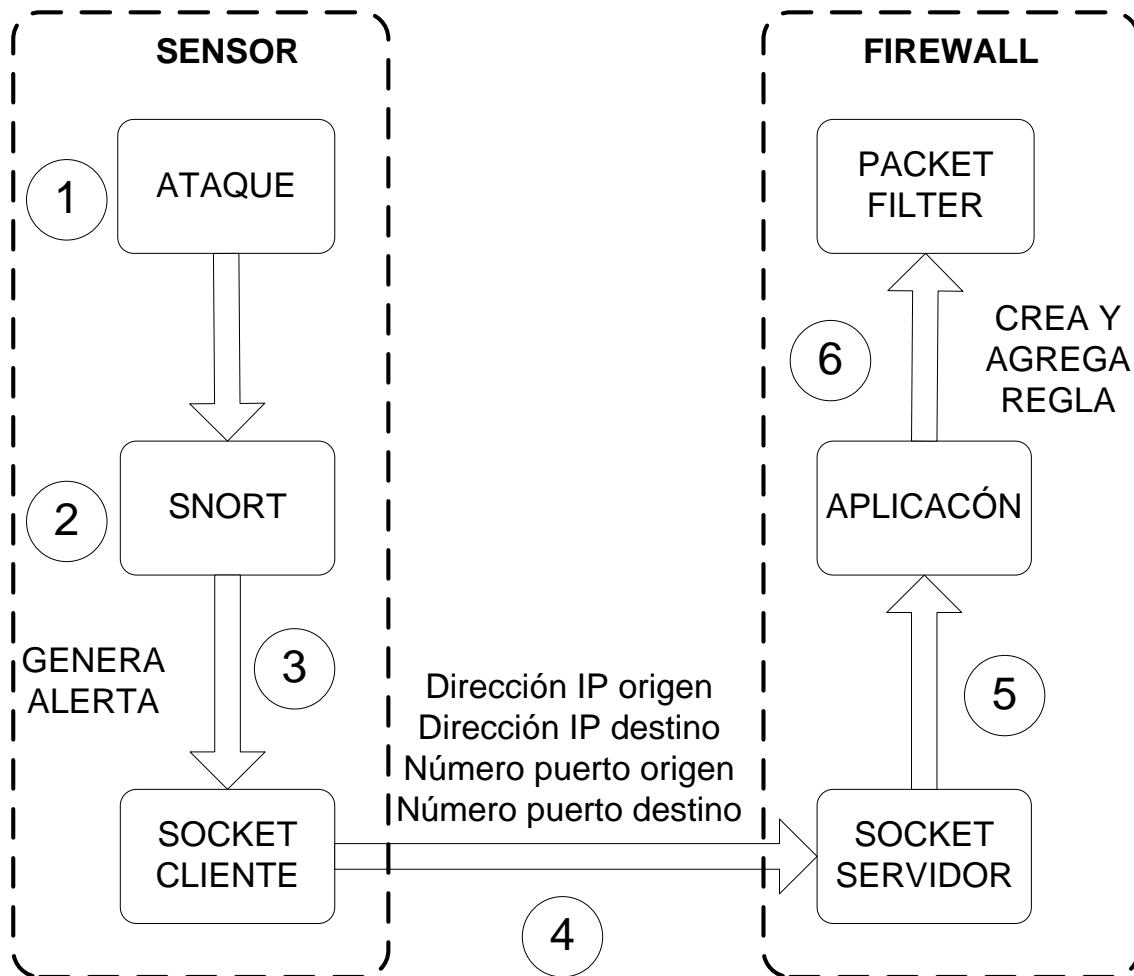 SENSOR
ATAQUE
1
SNORT
2
GENERA
ALERTA
3
SOCKET
CLIENTE
Dirección IP origen
Dirección IP destino
Número puerto origen
Número puerto destino
4
FIREWALL
PACKET
FILTER
6
CREA Y
AGREGA
REGLA
APLICACÓN
5
SOCKET
SERVIDOR